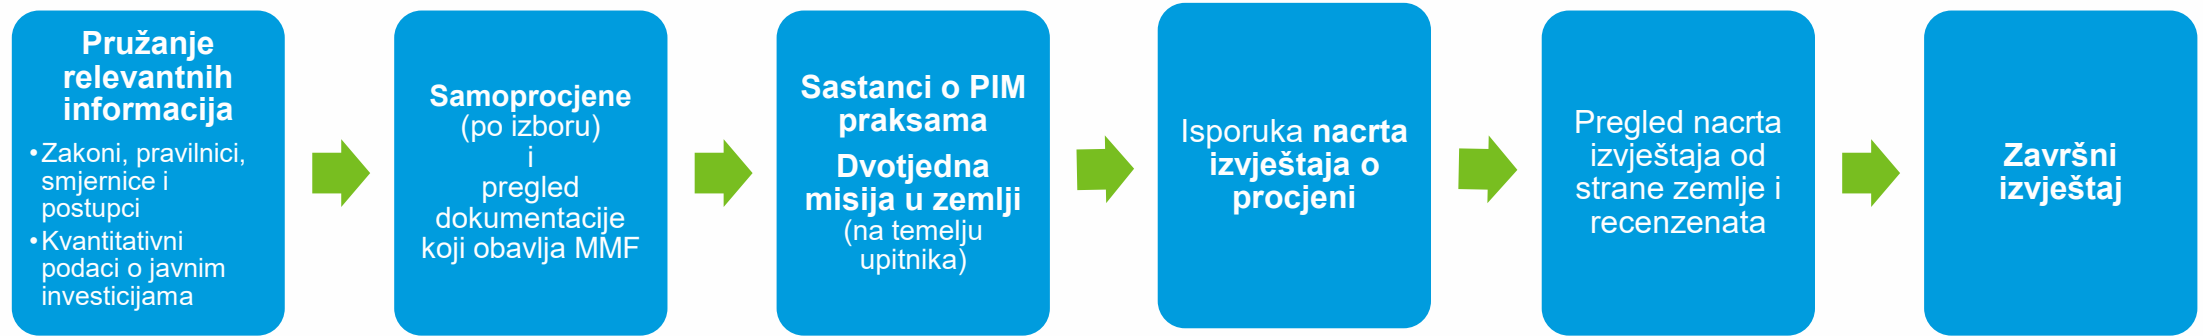 Pružanje
relevantnih
informacija
•Zakoni, pravilnici,
smjernice i
postupci
•Kvantitativni
podaci o javnim
investicijama
Samoprocjene
(po izboru)
i
pregled
dokumentacije
koji obavlja MMF
Sastanci o PIM
praksama
Dvotjedna
misija u zemlji
(na temelju
upitnika)
Isporuka nacrta
izvještaja o
procjeni
Pregled nacrta
izvještaja od
strane zemlje i
recenzenata
Završni
izvještaj